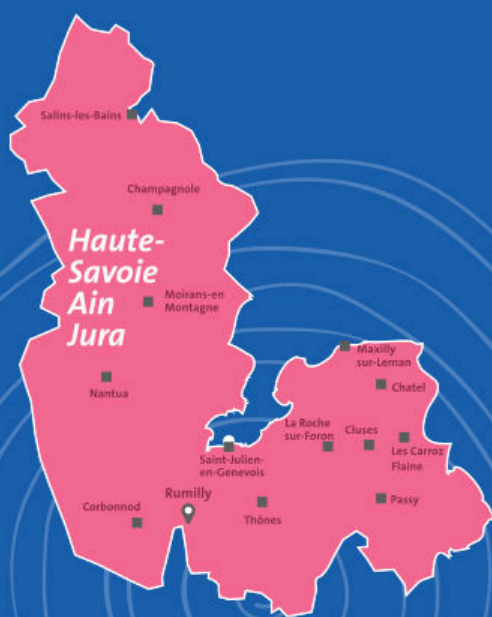 Salins-les-Bains
Champagnole
Haute-
Savoie
Ain
Jura
Moirans-en
Montagne
Maxilly
sur-Leman
Nantua
Chatel
La Roche
sur-Foron
Cluses
Les Carroz
Flaine
Saint-Julien-
en-Genevois
Rumilly
Corbonnod
Thônes
Passy